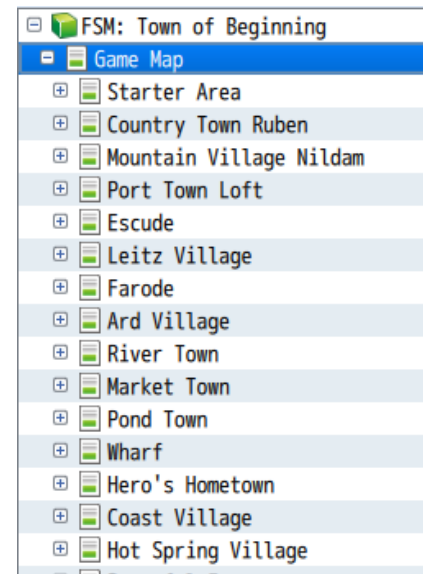 FSM: Town of Beginning
Game Map
Starter Area
Country Town Ruben
Mountain Village Nildam
Port Town Loft
Escude
Leitz Village
Farode
Ard Village
River Town
Market Town
Pond Town
Wharf
Hero's Hometown
Coast Village
Hot Spring Village